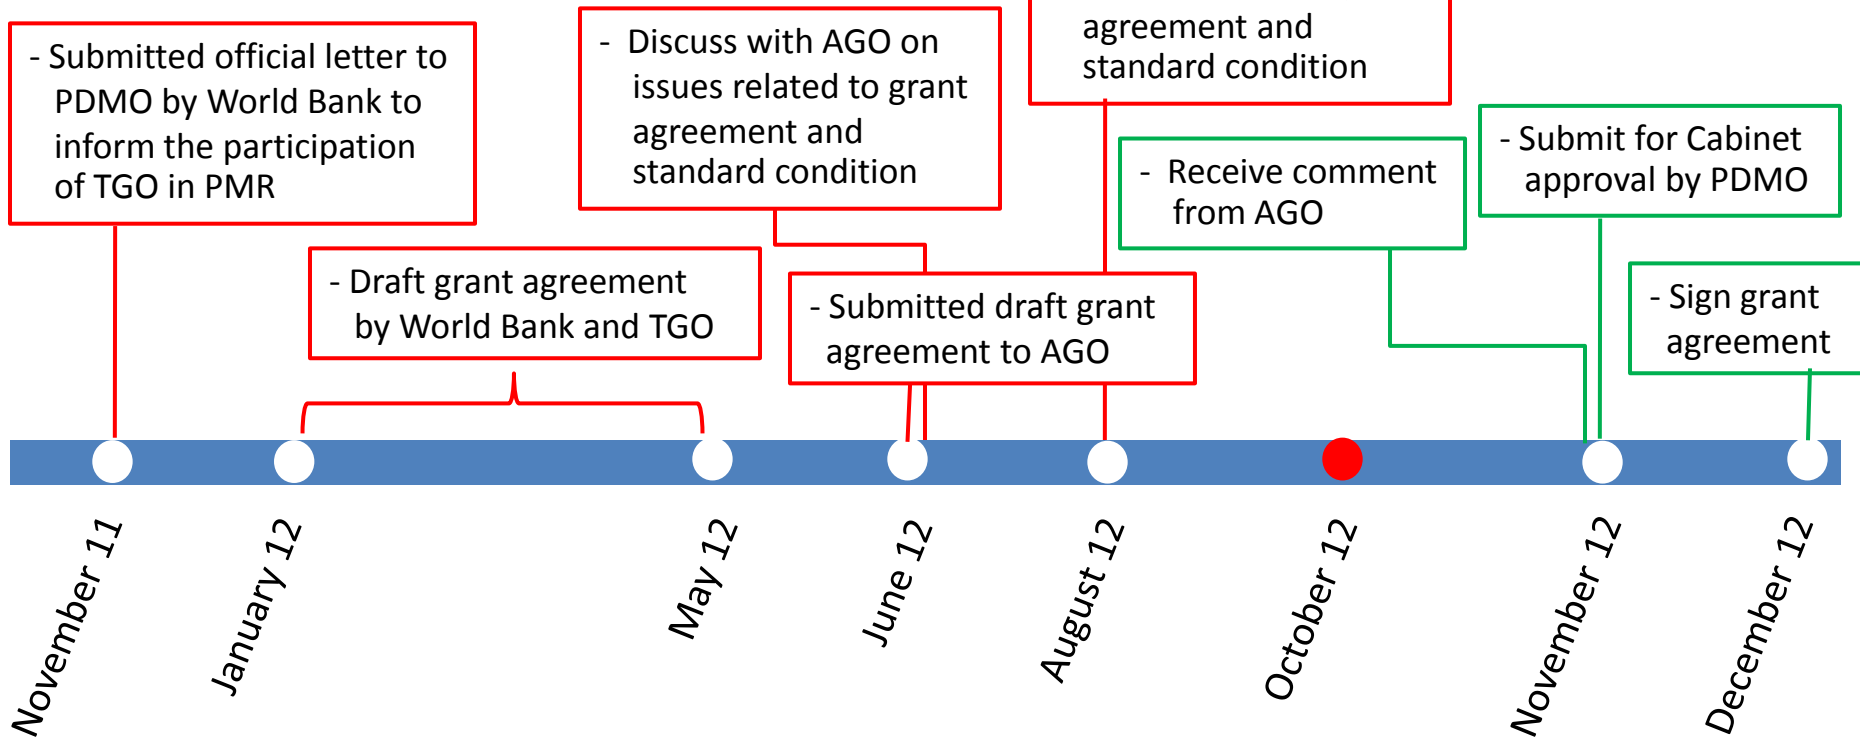 - Submitted official letter to
PDMO by World Bank to
inform the participation
of TGO in PMR
- Draft grant agreement
by World Bank and TGO
- Discuss with AGO on
issues related to grant
agreement and
standard condition
- Submitted draft grant
agreement to AGO
agreement and
standard condition
- Receive comment
from AGO
- Submit for Cabinet
approval by PDMO
- Sign grant
agreement
November 11
January 12
May 12
June 12
August 12
October 12
November 12
December 12